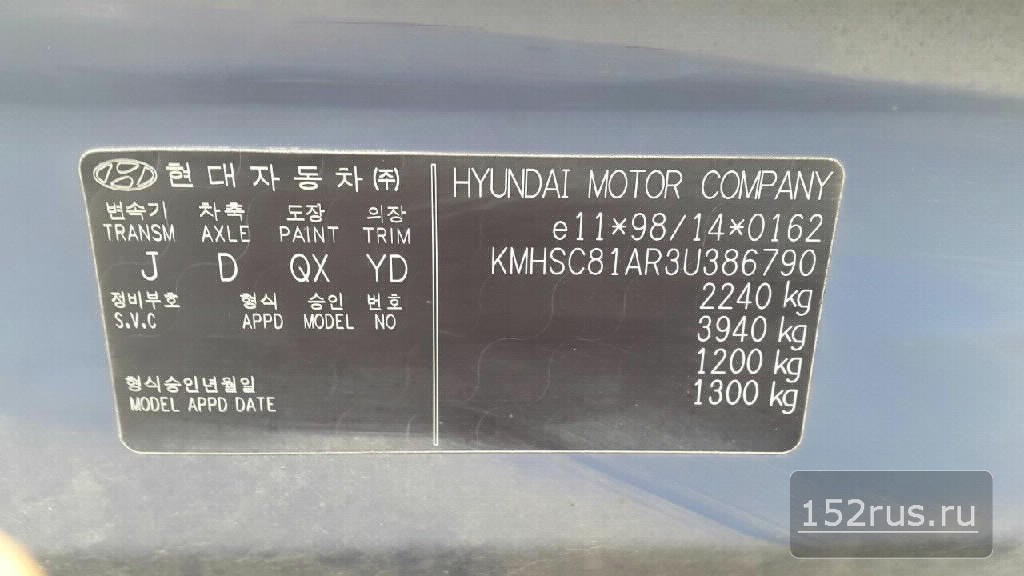 현대자동차(주)
변속기 차축 도장 의장
TRANSM AXLE PAINT TRIM
J D QX YD
정비부호 형식 승인 번호
S.V.C APPD MODEL NO
형식승인년월일
MODEL APPD DATE
HYUNDAI MOTOR COMPANY
e11*98/14*0162
KMHSC81AR3U386790
2240 kg
3940 kg
1200 kg
1300 kg
152rus.ru